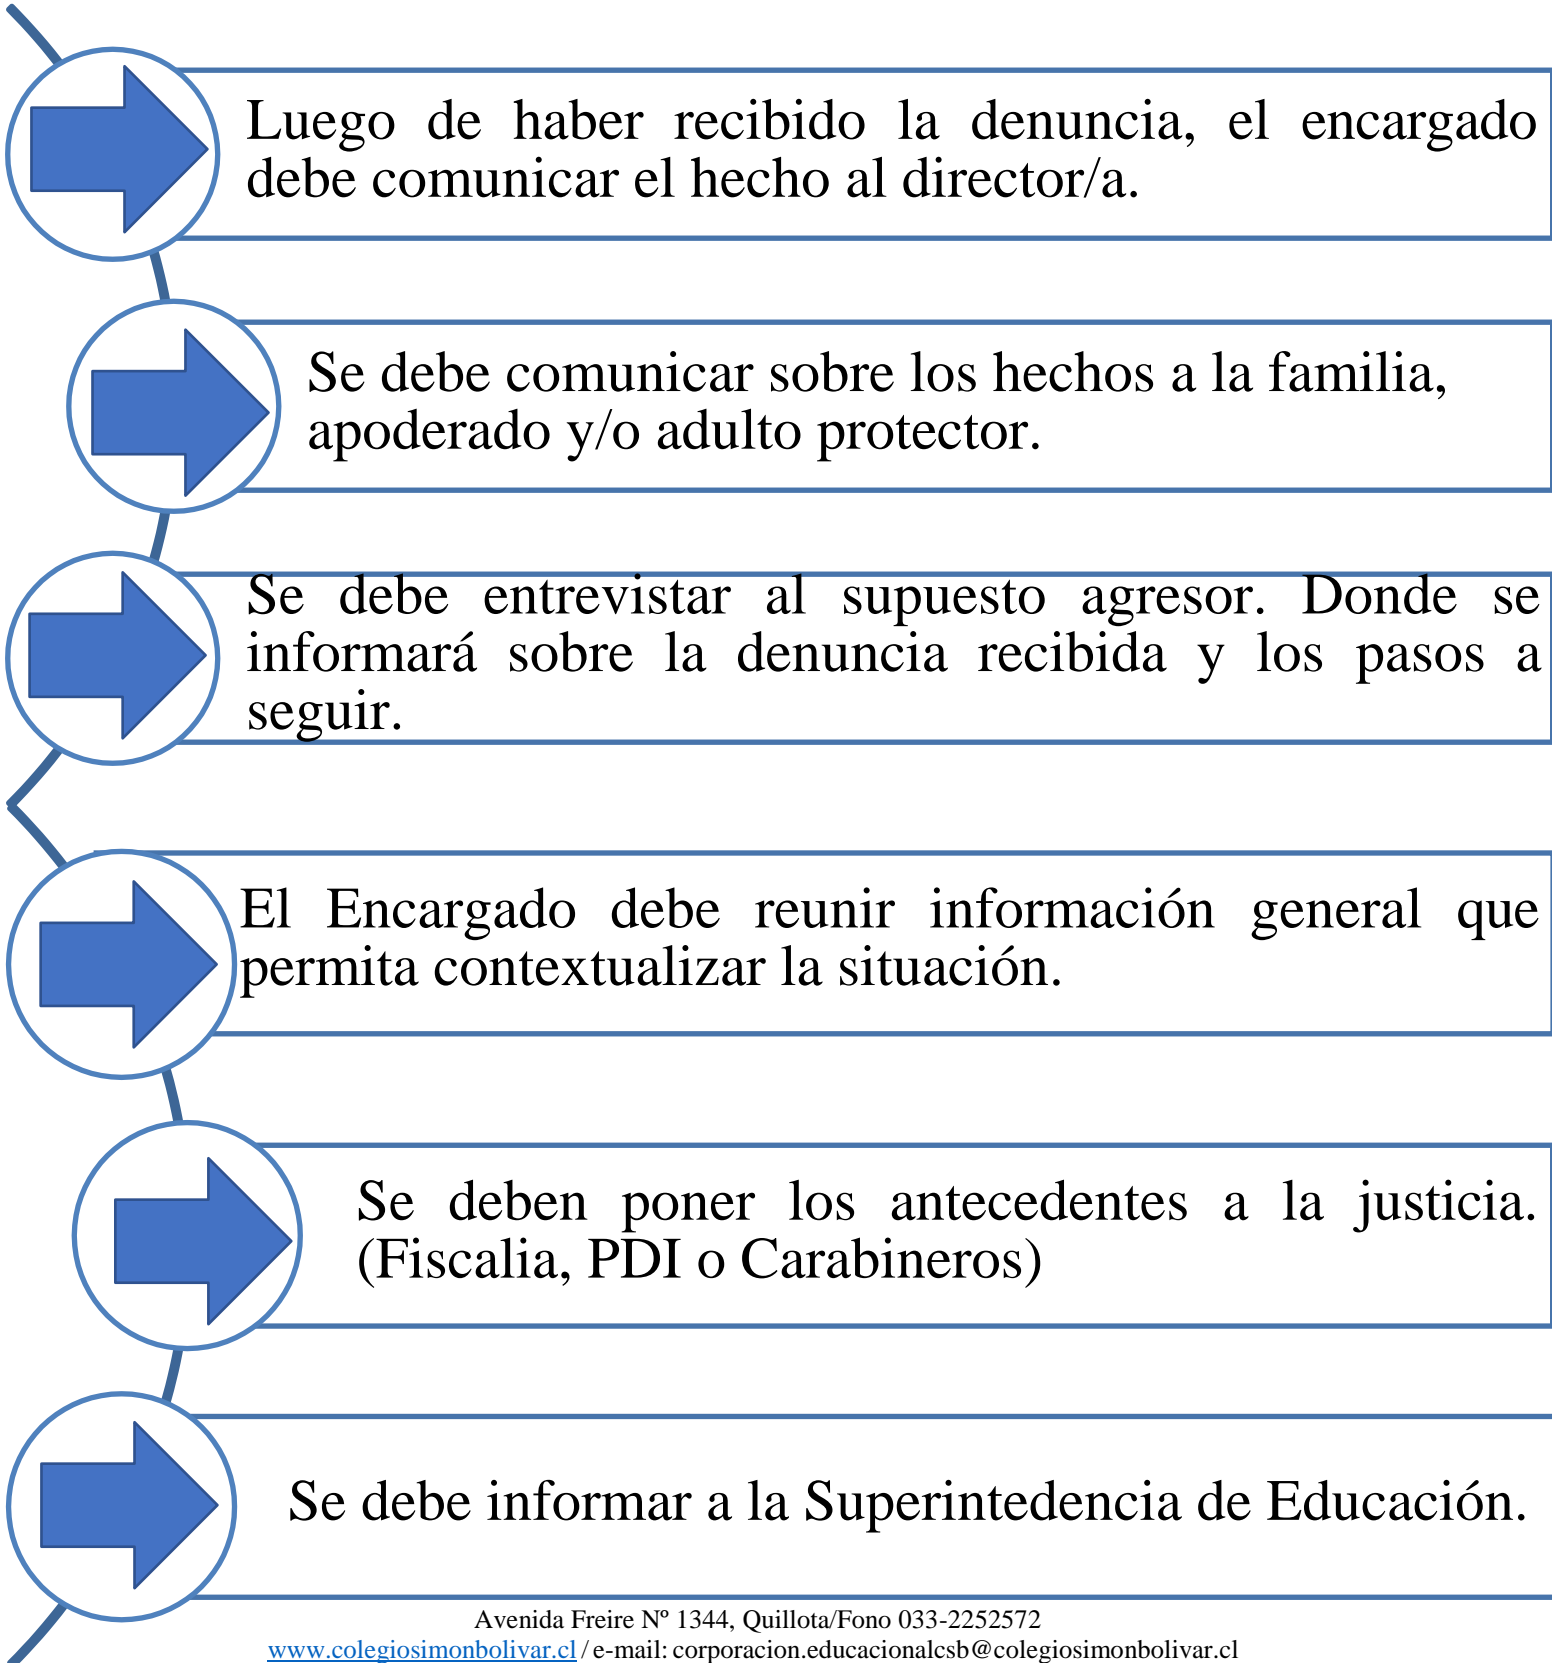 Luego de haber recibido la denuncia, el encargado
debe comunicar el hecho al director/a.
Se debe comunicar sobre los hechos a la familia,
apoderado y/o adulto protector.
Se debe entrevistar al supuesto agresor. Donde se
informará sobre la denuncia recibida y los pasos a
seguir.
El Encargado debe reunir información general que
permita contextualizar la situación.
Se deben poner los antecedentes a la justicia.
(Fiscalia, PDI o Carabineros)
Se debe informar a la Superintedencia de Educación.
Avenida Freire Nº 1344, Quillota/Fono 033-2252572
www.colegiosimonbolivar.cl / e-mail: corporacion.educacionalcsb@colegiosimonbolivar.cl